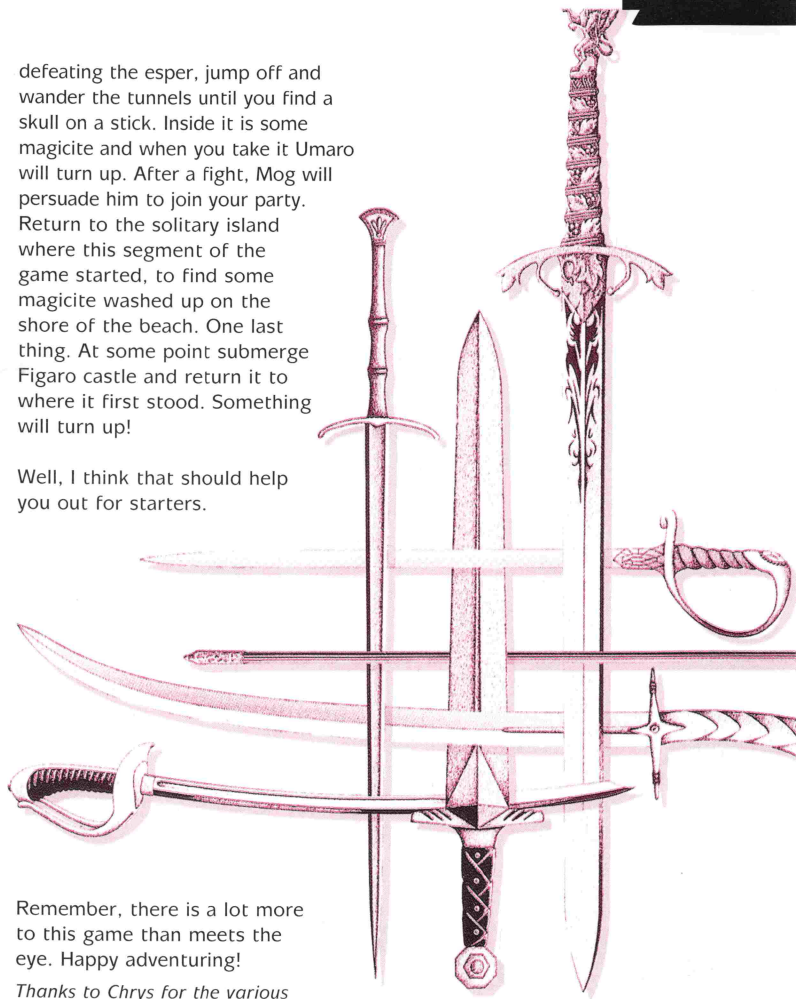 defeating the esper, jump off and
wander the tunnels until you find a
skull on a stick. Inside it is some
magicite and when you take it Umaro
will turn up. After a fight, Mog will
persuade him to join your party.
Return to the solitary island
where this segment of the
game started, to find some
magicite washed up on the
shore of the beach. One last
thing. At some point submerge
Figaro castle and return it to
where it first stood. Something
will turn up!
Well, I think that should help
you out for starters.
Remember, there is a lot more
to this game than meets the
eye. Happy adventuring!
Thanks to Chrys for the various